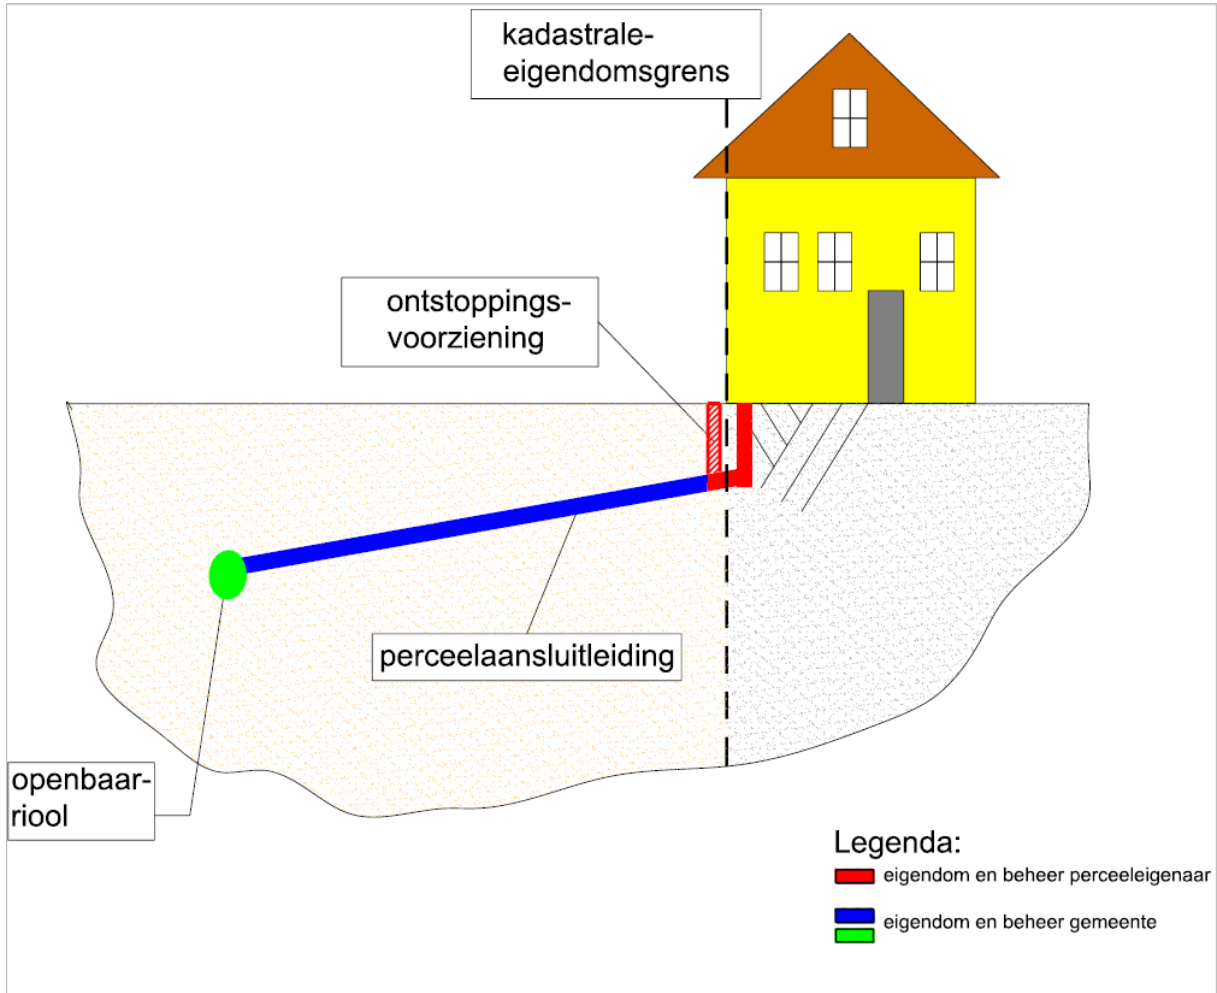 kadastrale-
eigendomsgrens
ontstoppings-
voorziening
perceelaansluitleiding
openbaar-
riool
Legenda:
eigendom en beheer perceeleigenaar
eigendom en beheer gemeente